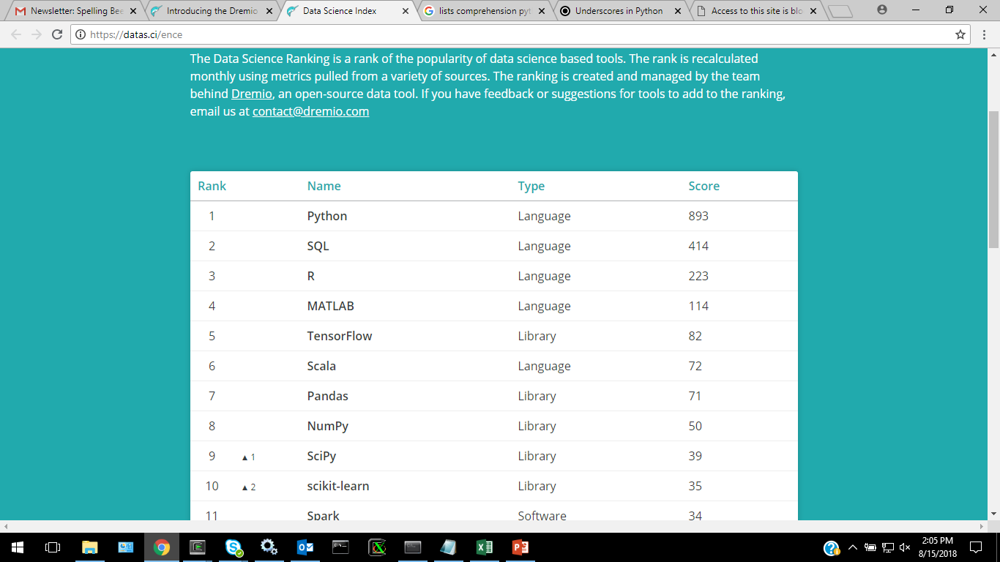 Newsletter: Spelling Bee
Introducing the Dremio
Data Science Index
lists comprehension pyt
Underscores in Python
Access to this site is blo
https://datas.ci/ence
The Data Science Ranking is a rank of the popularity of data science based tools. The rank is recalculated
monthly using metrics pulled from a variety of sources. The ranking is created and managed by the team
behind Dremio, an open-source data tool. If you have feedback or suggestions for tools to add to the ranking,
email us at contact@dremio.com
Rank Name Type Score
1 Python Language 893
2 SQL Language 414
3 R Language 223
4 MATLAB Language 114
5 TensorFlow Library 82
6 Scala Language 72
7 Pandas Library 71
8 NumPy Library 50
9 ▲ 1 SciPy Library 39
10 ▲ 2 scikit-learn Library 35
11 Spark Software 34
2:05 PM
8/15/2018